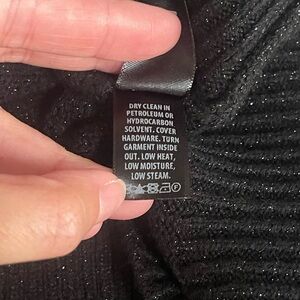 DRY CLEAN IN
PETROLEUM OR
HYDROCARBON
SOLVENT. COVER
HARDWARE. TURN
GARMENT INSIDE
OUT. LOW HEAT,
LOW MOISTURE,
LOW STEAM.
F